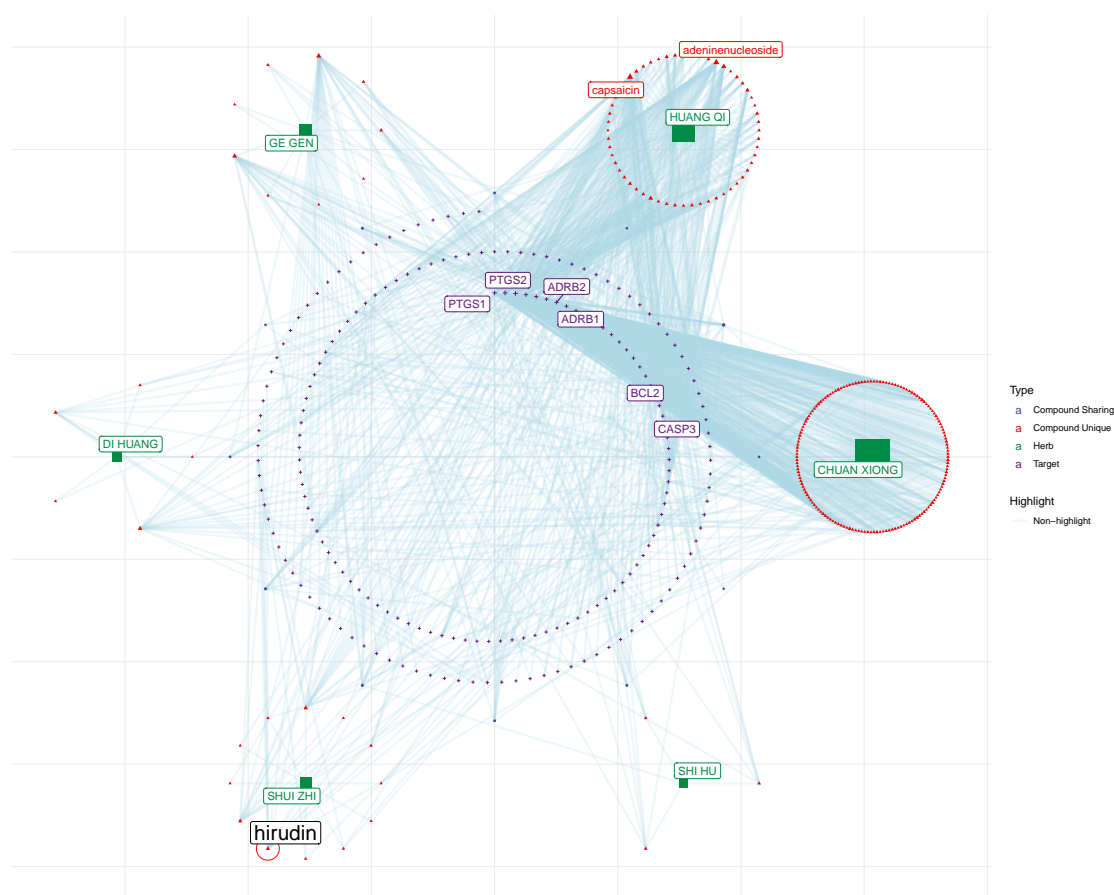 adeninenucleoside
capsaicin
HUANG QI
GE GEN
PTGS2
ADRB2
PTGS1
ADRB1
BCL2
CASP3
DI HUANG
CHUAN XIONG
SHI HU
SHUI ZHI
hirudin
Type
a Compound Sharing
a Compound Unique
a Herb
a Target
Highlight
Non−highlight